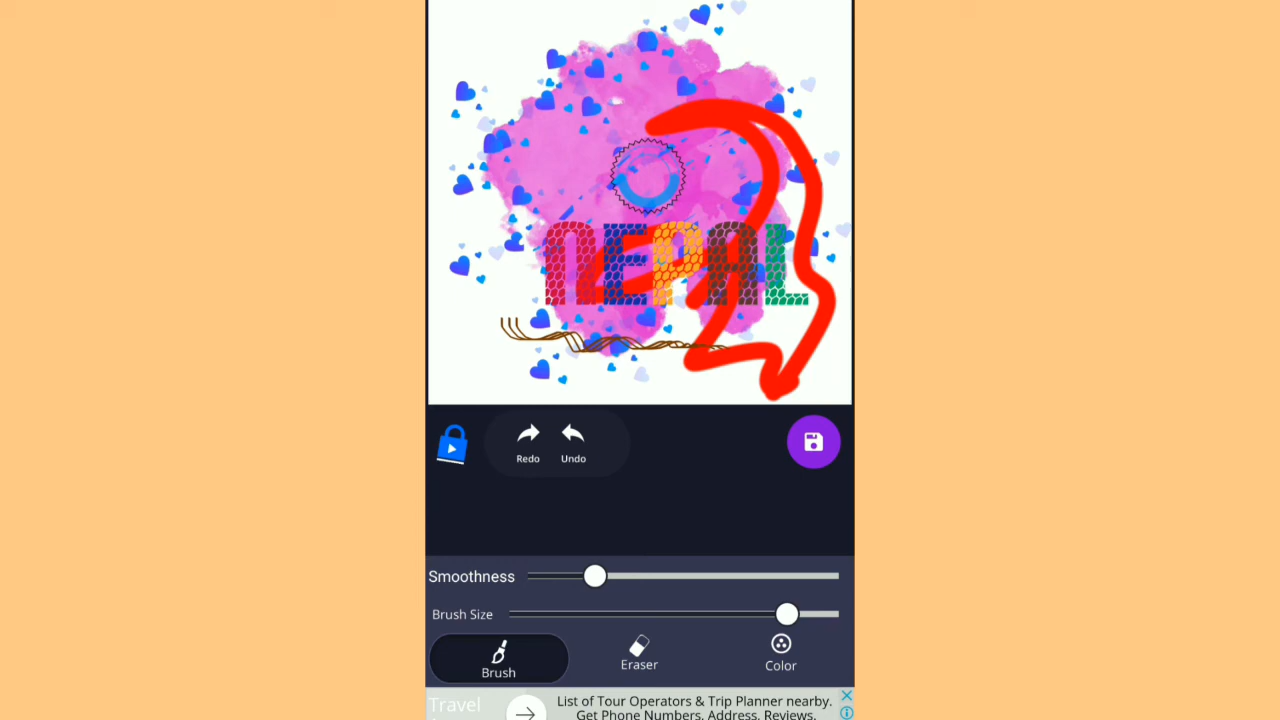 NEPAL
Redo Undo
Smoothness
Brush Size
Brush Eraser Color
Travel
List of Tour Operators & Trip Planner nearby.
Get Phone Numbers, Address, Reviews,